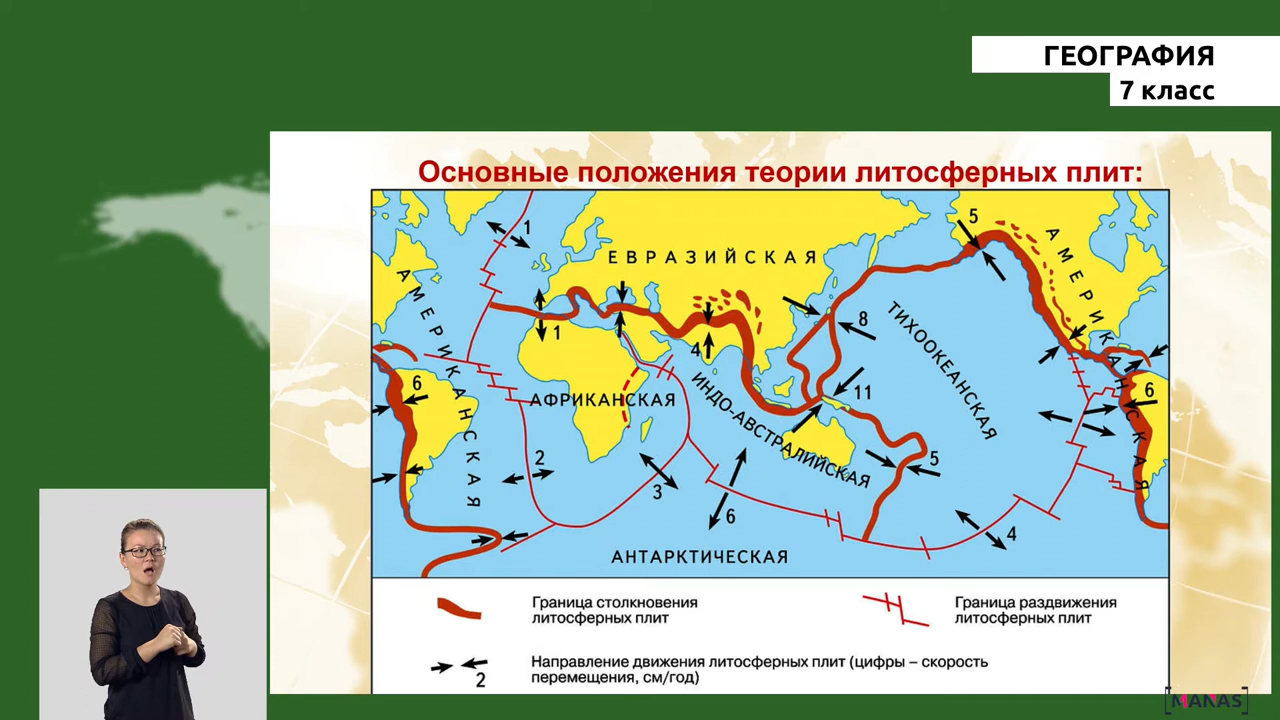 ГЕОГРАФИЯ
7 класс
Основные положения теории литосферных плит:
1
5
ЕВРАЗИЙСКАЯ
АМЕРИКАНСКАЯ
АМЕРИКАНСКАЯ
ТИХООКЕАНСКАЯ
1
8
4
6
АФРИКАНСКАЯ
ИНДО-АВСТРАЛИЙСКАЯ
11
6
2
3
5
6
4
АНТАРКТИЧЕСКАЯ
Граница столкновения
литосферных плит
Граница раздвижения
литосферных плит
Направление движения литосферных плит (цифры – скорость
перемещения, см/год)
2
[MANAS]